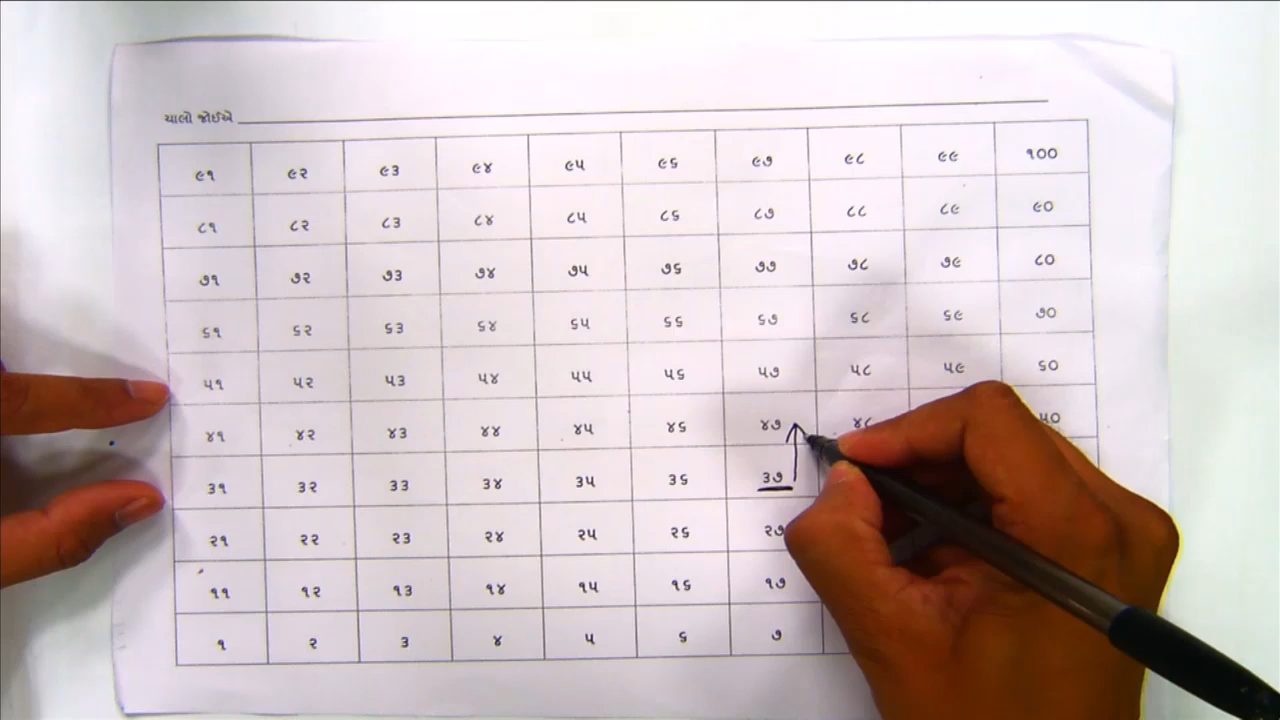 ચાલો જોઈએ
૯૧ ૯૨ ૯૩ ૯૪ ૯૫ ૯૬ ૯૭ ૯૮ ૯૯ ૧૦૦
૮૧ ૮૨ ૮૩ ૮૪ ૮૫ ૮૬ ૮૭ ૮૮ ૮૯ ૯૦
૭૧ ૭૨ ૭૩ ૭૪ ૭૫ ૭૬ ૭૭ ૭૮ ૭૯ ૮૦
૬૧ ૬૨ ૬૩ ૬૪ ૬૫ ૬૬ ૬૭ ૬૮ ૬૯ ૭૦
૫૧ ૫૨ ૫૩ ૫૪ ૫૫ ૫૬ ૫૭ ૫૮ ૫૯ ૬૦
૪૧ ૪૨ ૪૩ ૪૪ ૪૫ ૪૬ ૪૭ ૪૮ ૫૦
૩૧ ૩૨ ૩૩ ૩૪ ૩૫ ૩૬ ૩૭
૨૧ ૨૨ ૨૩ ૨૪ ૨૫ ૨૬ ૨૭
૧૧ ૧૨ ૧૩ ૧૪ ૧૫ ૧૬ ૧૭
૧ ૨ ૩ ૪ ૫ ૬ ૭